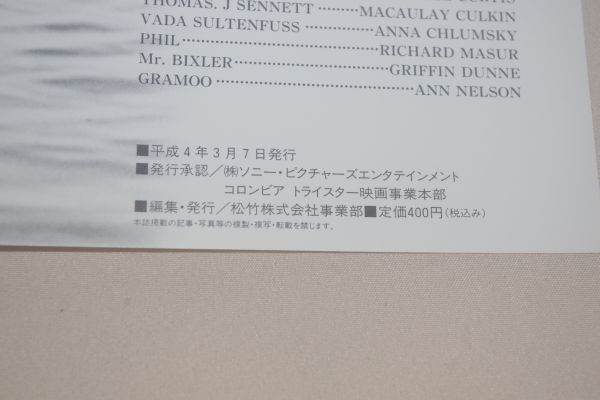 CURTIS
THOMAS. J SENNETT ········· MACAULAY CULKIN
VADA SULTENFUSS ··············· ANNA CHLUMSKY
PHIL ······································· RICHARD MASUR
Mr. BIXLER ······························· GRIFFIN DUNNE
GRAMOO ······································· ANN NELSON
■平成4年3月7日発行
■発行承認／㈱ソニー・ピクチャーズエンタテインメント
コロンビア トライスター映画事業本部
■編集・発行／松竹株式会社事業部■定価400円(税込み)
本誌掲載の記事・写真等の複製・複写・転載を禁じます。